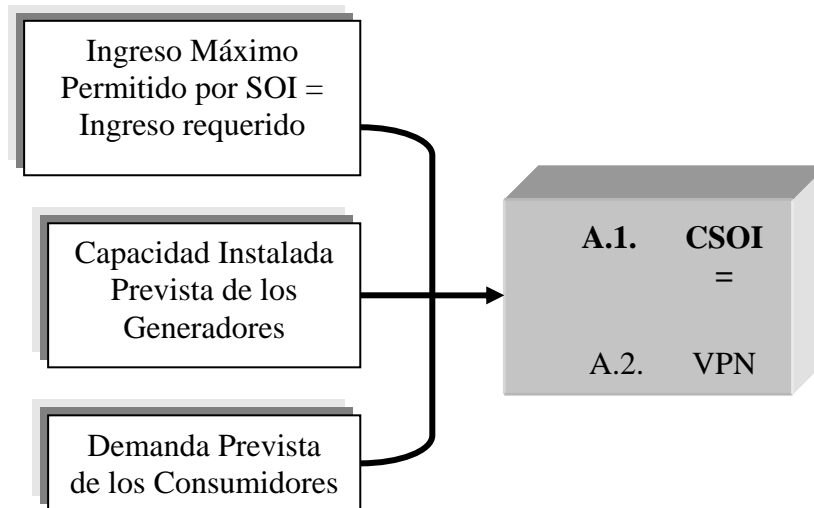 Ingreso Máximo
Permitido por SOI =
Ingreso requerido
Capacidad Instalada
Prevista de los
Generadores
Demanda Prevista
de los Consumidores
A.1. CSOI
=
A.2. VPN